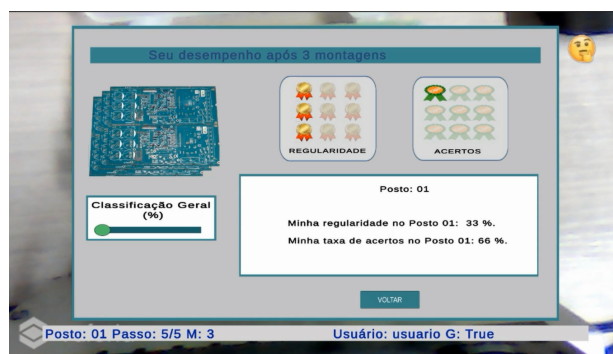 Seu desempenho após 3 montagens
REGULARIDADE
ACERTOS
Classificação Geral
(%)
Posto: 01
Minha regularidade no Posto 01: 33 %.
Minha taxa de acertos no Posto 01: 66 %.
VOLTAR
Posto: 01 Passo: 5/5 M: 3
Usuário: usuario G: True